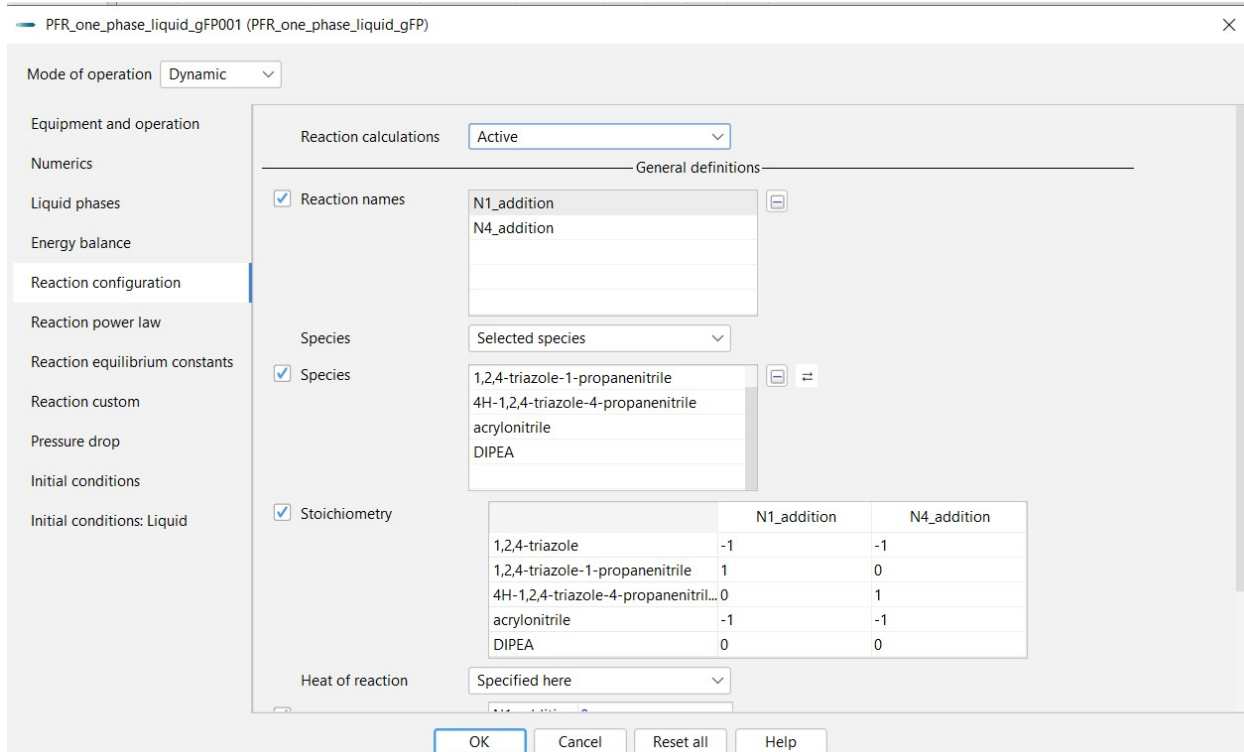 PFR_one_phase_liquid_gFP001 (PFR_one_phase_liquid_gFP)
Mode of operation Dynamic
Equipment and operation
Numerics
Liquid phases
Energy balance
Reaction configuration
Reaction power law
Reaction equilibrium constants
Reaction custom
Pressure drop
Initial conditions
Initial conditions: Liquid
Reaction calculations Active
General definitions
Reaction names N1_addition
N4_addition
Species Selected species
Species 1,2,4-triazole-1-propanenitrile
4H-1,2,4-triazole-4-propanenitrile
acrylonitrile
DIPEA
Stoichiometry N1_addition N4_addition
1,2,4-triazole -1 -1
1,2,4-triazole-1-propanenitrile 1 0
4H-1,2,4-triazole-4-propanenitril... 0 1
acrylonitrile -1 -1
DIPEA 0 0
Heat of reaction Specified here
OK Cancel Reset all Help